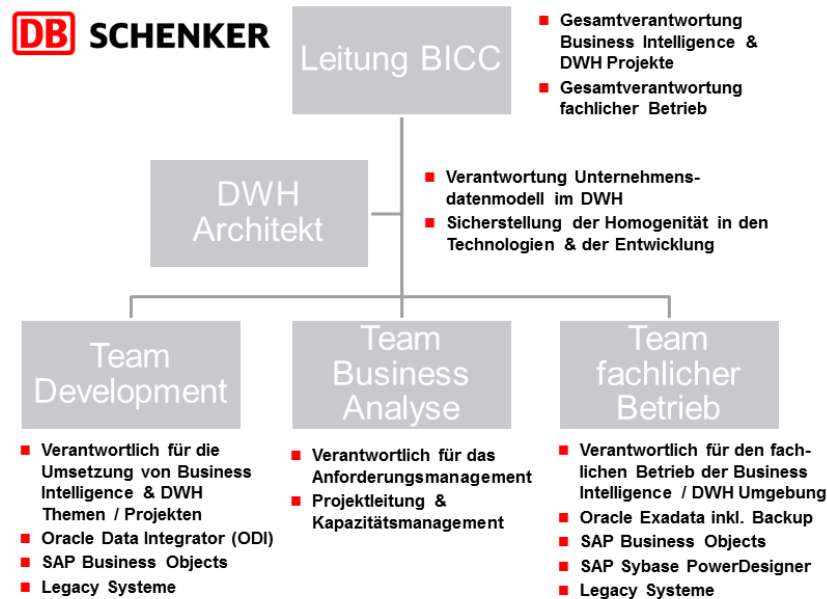 DB SCHENKER
Leitung BICC
Gesamtverantwortung
Business Intelligence &
DWH Projekte
Gesamtverantwortung
fachlicher Betrieb
DWH
Architekt
Verantwortung Unternehmens-
datenmodell im DWH
Sicherstellung der Homogenität in den
Technologien & der Entwicklung
Team
Development
Verantwortlich für die
Umsetzung von Business
Intelligence & DWH
Themen / Projekten
Oracle Data Integrator (ODI)
SAP Business Objects
Legacy Systeme
Team
Business
Analyse
Verantwortlich für das
Anforderungsmanagement
Projektleitung &
Kapazitätsmanagement
Team
fachlicher
Betrieb
Verantwortlich für den fach-
lichen Betrieb der Business
Intelligence / DWH Umgebung
Oracle Exadata inkl. Backup
SAP Business Objects
SAP Sybase PowerDesigner
Legacy Systeme